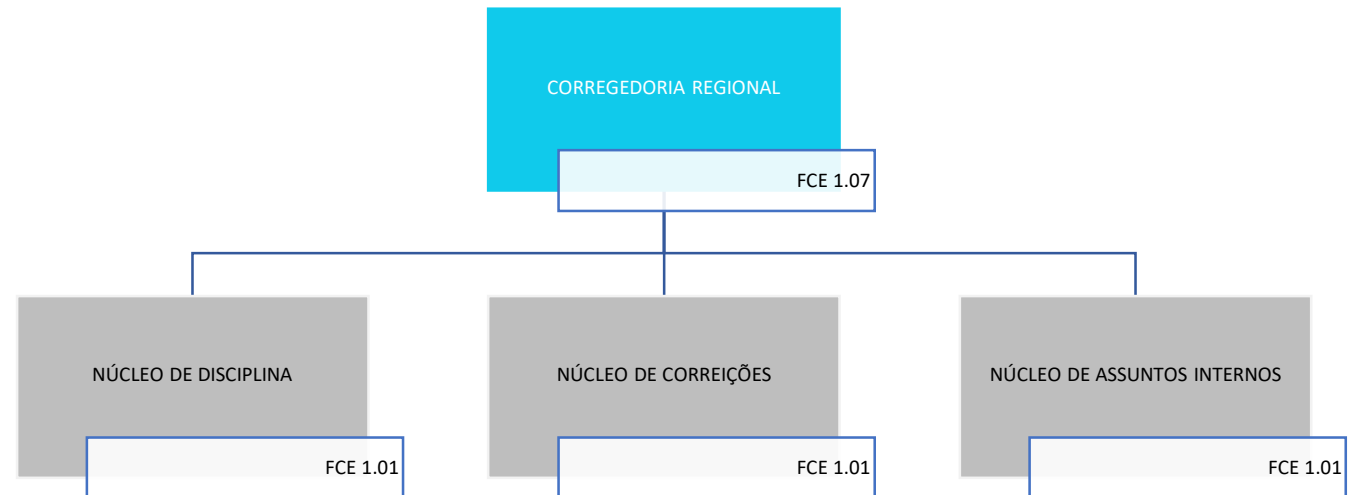 CORREGEDORIA REGIONAL
FCE 1.07
NÚCLEO DE DISCIPLINA
FCE 1.01
NÚCLEO DE CORREIÇÕES
FCE 1.01
NÚCLEO DE ASSUNTOS INTERNOS
FCE 1.01